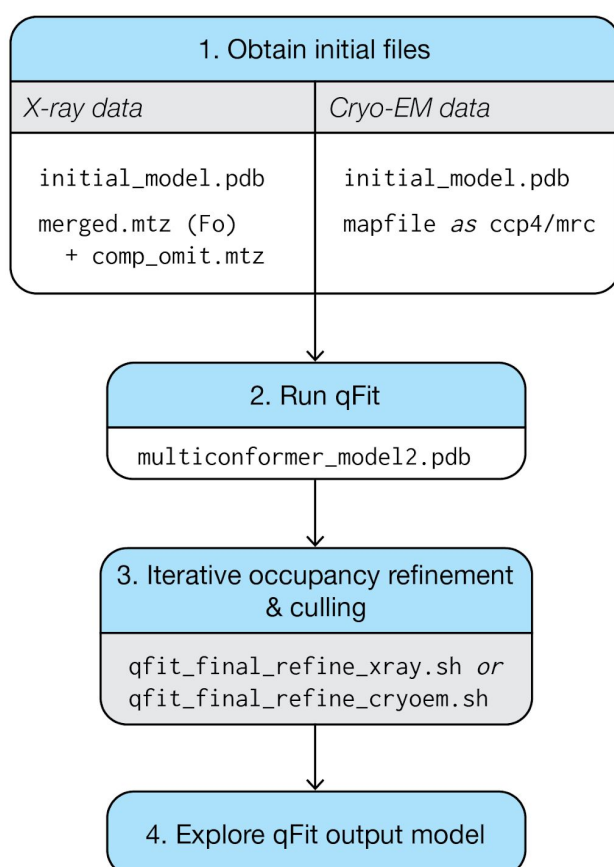 1. Obtain initial files
X-ray data
Cryo-EM data
initial_model.pdb
merged.mtz (Fo)
+ comp_omit.mtz
initial_model.pdb
mapfile as ccp4/mrc
2. Run qFit
multiconformer_model2.pdb
3. Iterative occupancy refinement
& culling
qfit_final_refine_xray.sh or
qfit_final_refine_cryoem.sh
4. Explore qFit output model